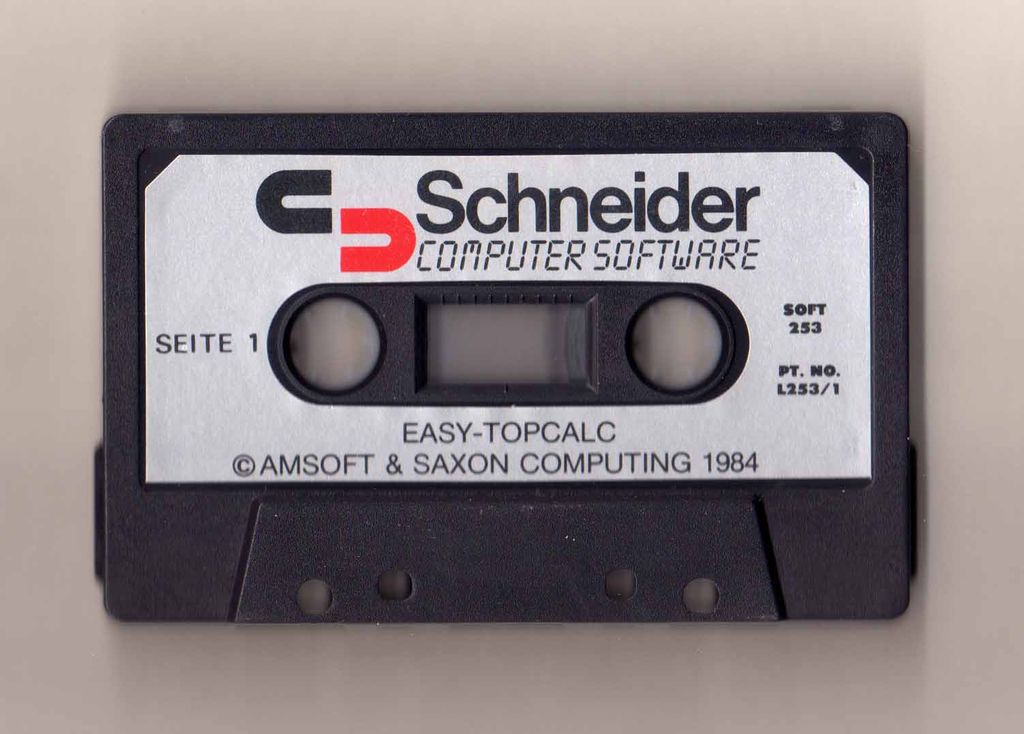 Schneider
COMPUTER SOFTWARE
SEITE 1
SOFT
253
PT. NO.
L253/1
EASY-TOPCALC
©AMSOFT & SAXON COMPUTING 1984